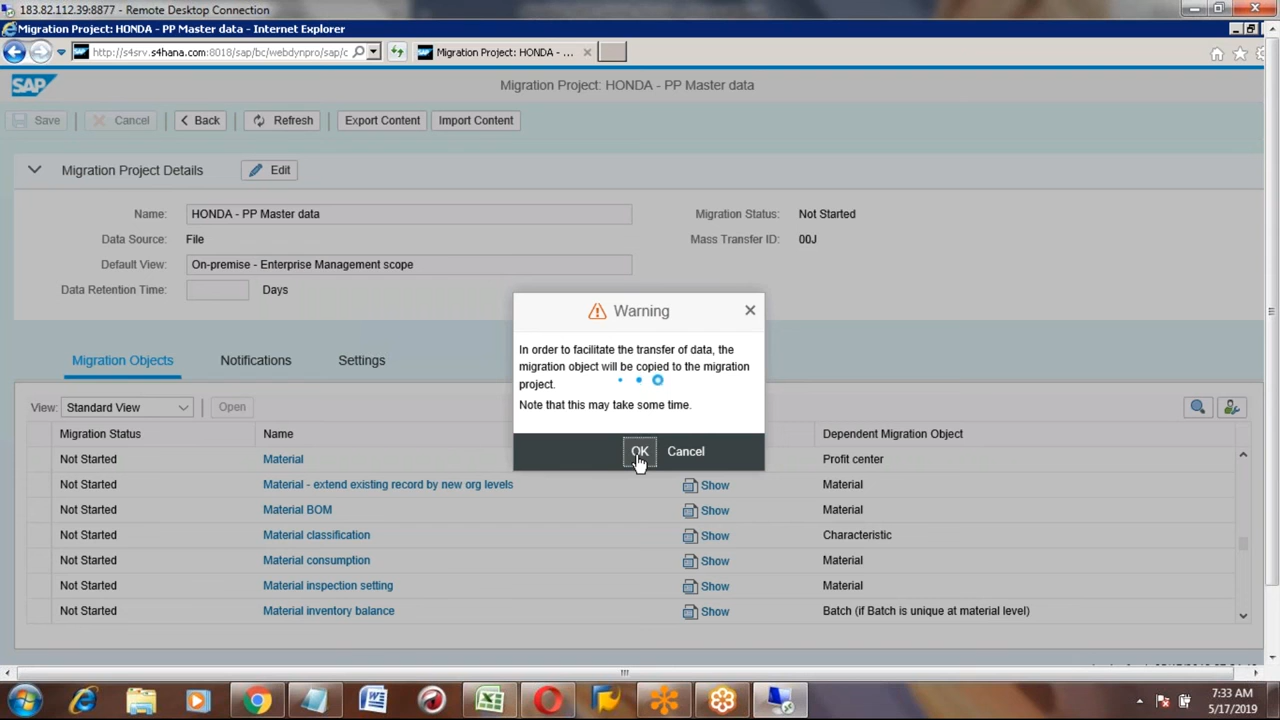 183.82.112.39:8877 - Remote Desktop Connection
Migration Project: HONDA - PP Master data - Internet Explorer
http://s4srv.s4hana.com:8018/sap/bc/webdynpro/sap/c
Migration Project: HONDA - ...
SAP
Migration Project: HONDA - PP Master data
Save
Cancel
Back
Refresh
Export Content
Import Content
Migration Project Details
Edit
Name: HONDA - PP Master data
Migration Status: Not Started
Data Source: File
Mass Transfer ID: 00J
Default View: On-premise - Enterprise Management scope
Data Retention Time: Days
Warning
In order to facilitate the transfer of data, the
migration object will be copied to the migration
project.
Note that this may take some time.
OK
Cancel
Migration Objects
Notifications
Settings
View: Standard View
Open
Migration Status Name Dependent Migration Object
Not Started Material Profit center
Not Started Material - extend existing record by new org levels Show Material
Not Started Material BOM Show Material
Not Started Material classification Show Characteristic
Not Started Material consumption Show Material
Not Started Material inspection setting Show Material
Not Started Material inventory balance Show Batch (if Batch is unique at material level)
7:33 AM
5/17/2019